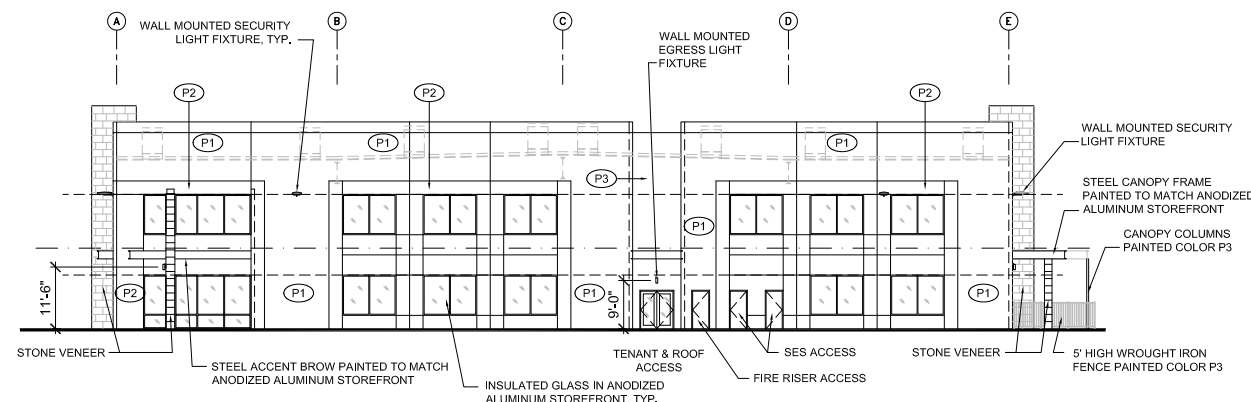 A
B
C
D
E
WALL MOUNTED SECURITY
LIGHT FIXTURE, TYP.
WALL MOUNTED
EGRESS LIGHT
FIXTURE
P2
P2
P2
P1
P1
P1
WALL MOUNTED SECURITY
LIGHT FIXTURE
P3
STEEL CANOPY FRAME
PAINTED TO MATCH ANODIZED
ALUMINUM STOREFRONT
P1
CANOPY COLUMNS
PAINTED COLOR P3
11'-6"
P2
P1
P1
9'-0"
P1
STONE VENEER
STEEL ACCENT BROW PAINTED TO MATCH
ANODIZED ALUMINUM STOREFRONT
INSULATED GLASS IN ANODIZED
ALUMINUM STOREFRONT, TYP.
TENANT & ROOF
ACCESS
SES ACCESS
FIRE RISER ACCESS
STONE VENEER
5' HIGH WROUGHT IRON
FENCE PAINTED COLOR P3